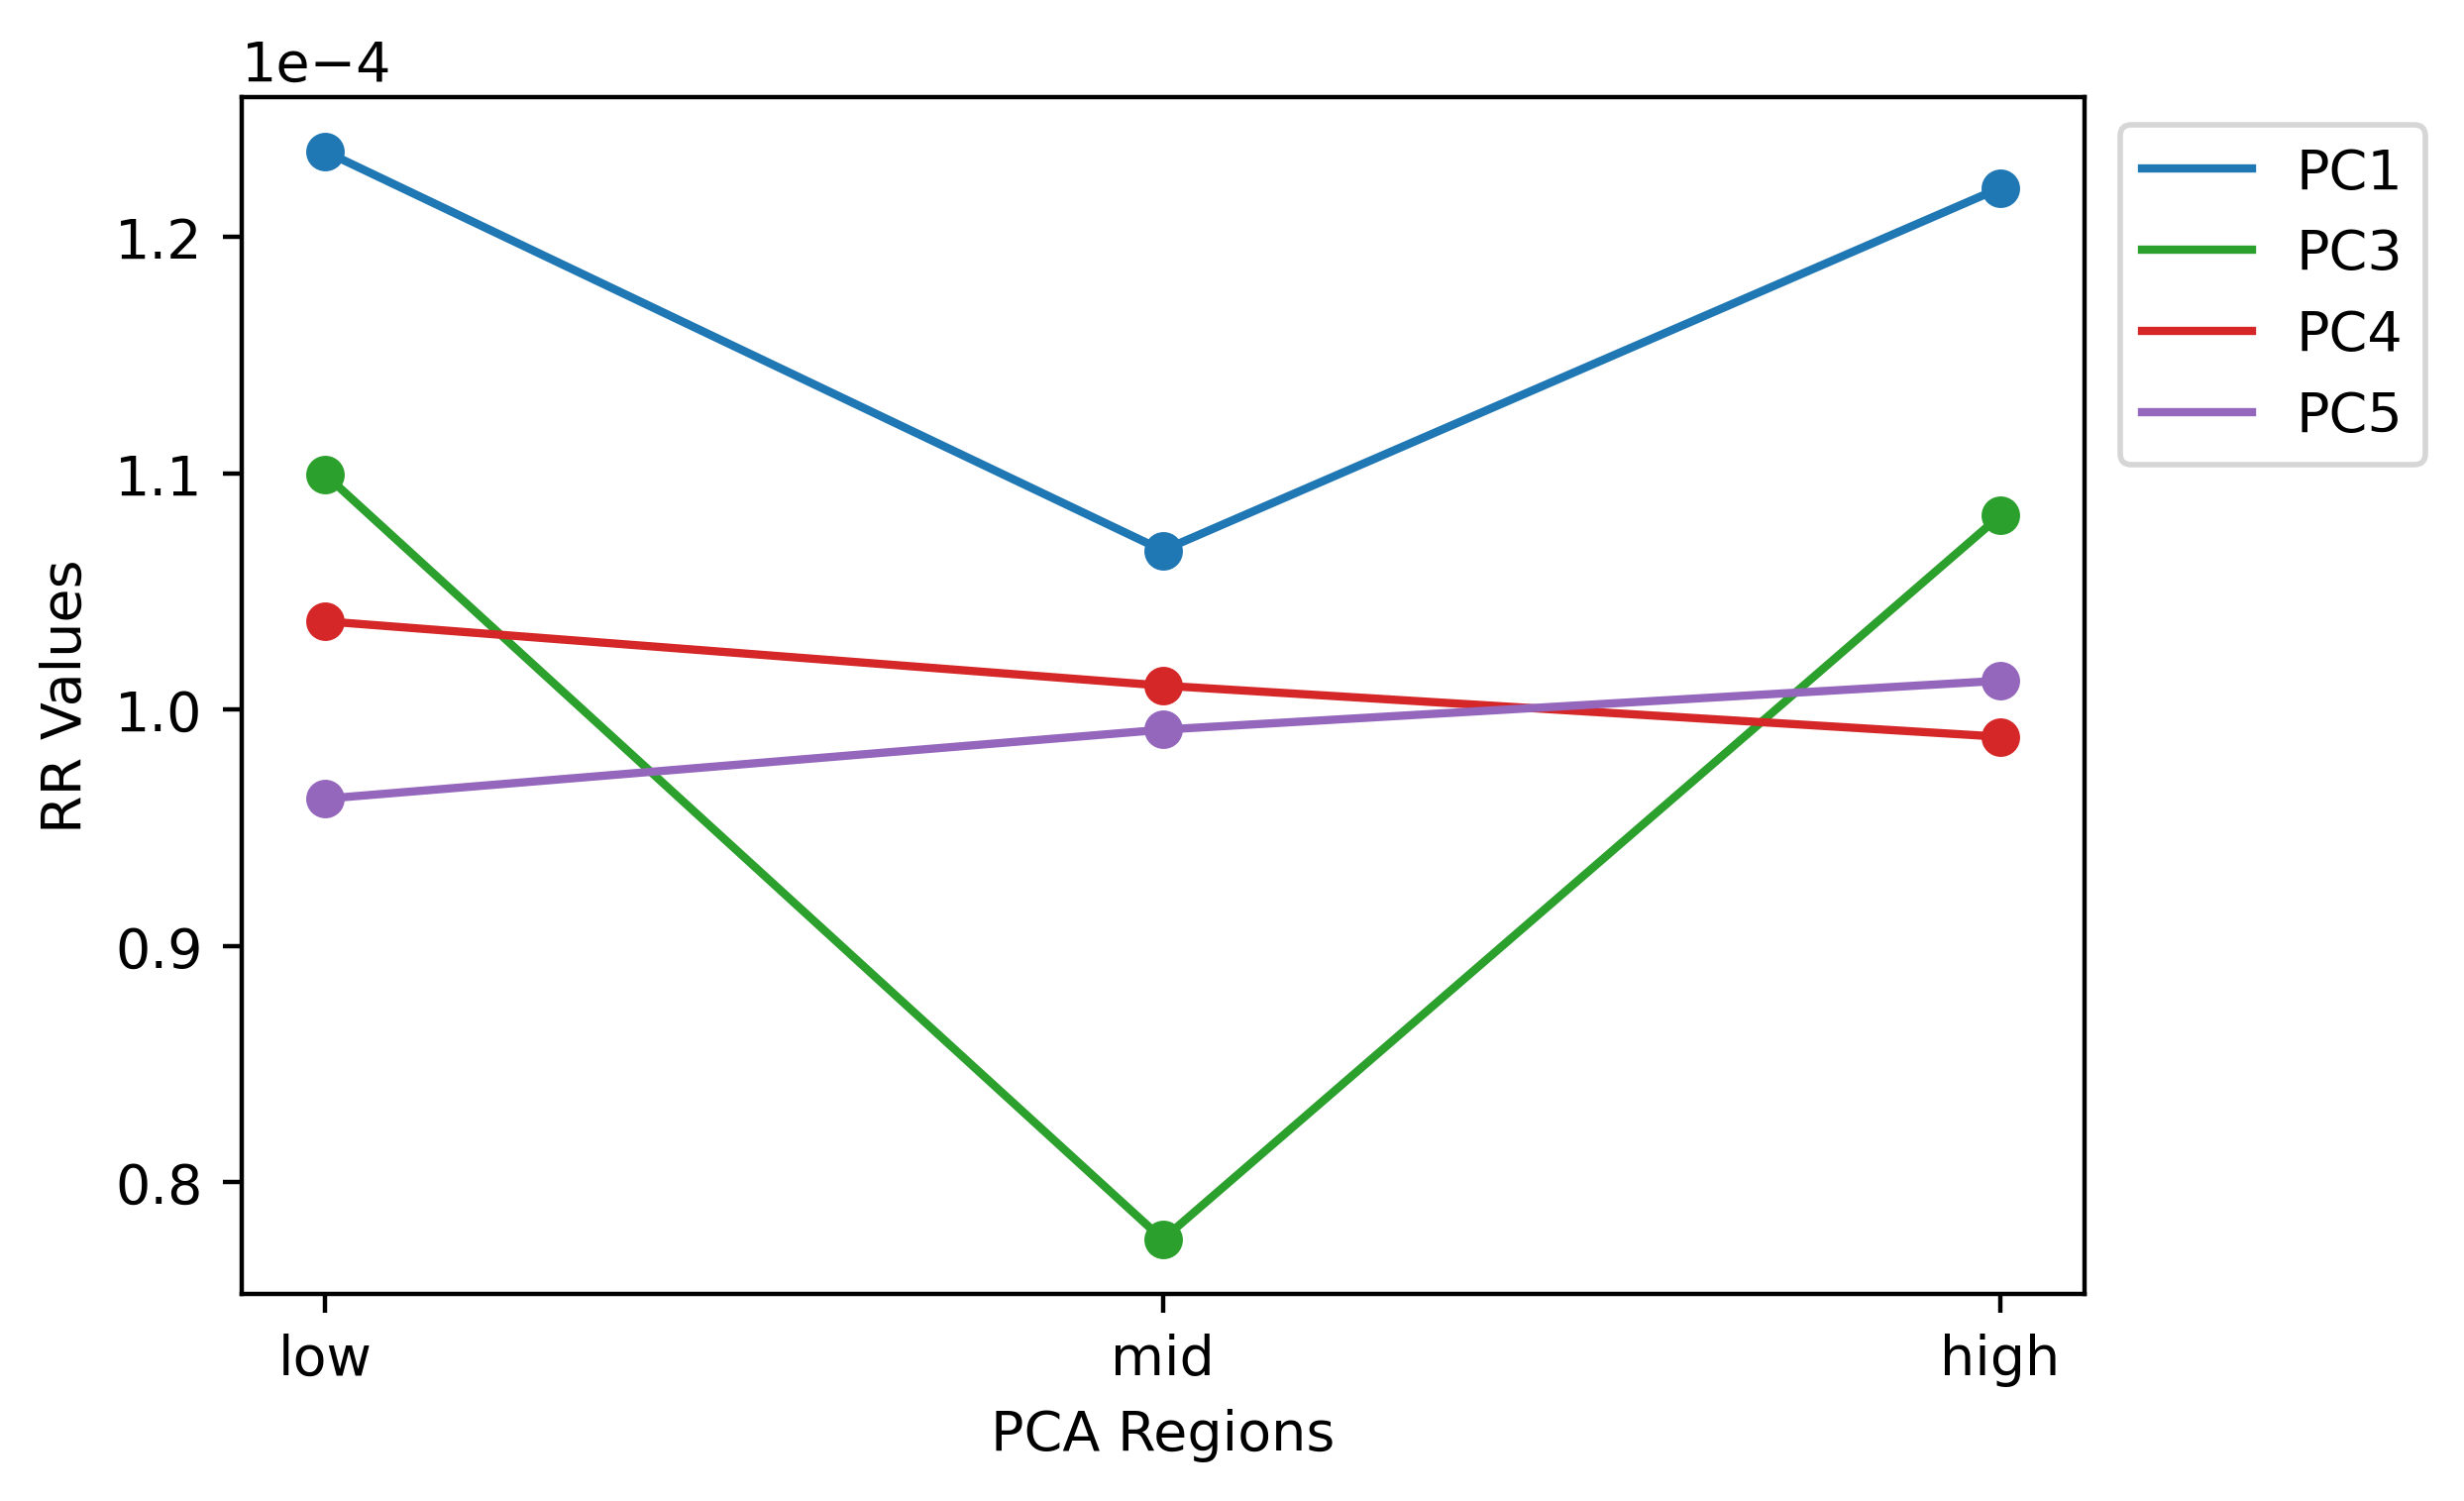 1e−4
1.2
1.1
1.0
0.9
0.8
RR Values
low
mid
high
PCA Regions
PC1
PC3
PC4
PC5